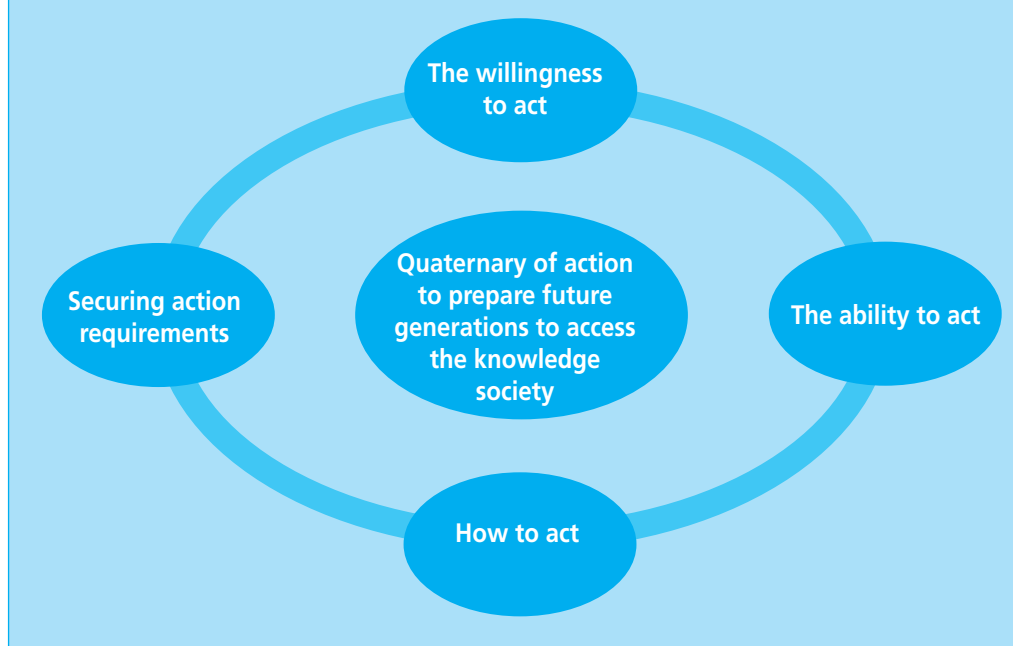 The willingness
to act
Securing action
requirements
Quaternary of action
to prepare future
generations to access
the knowledge
society
The ability to act
How to act